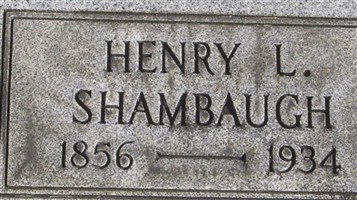 HENRY L.
SHAMBAUGH
1856 — 1934